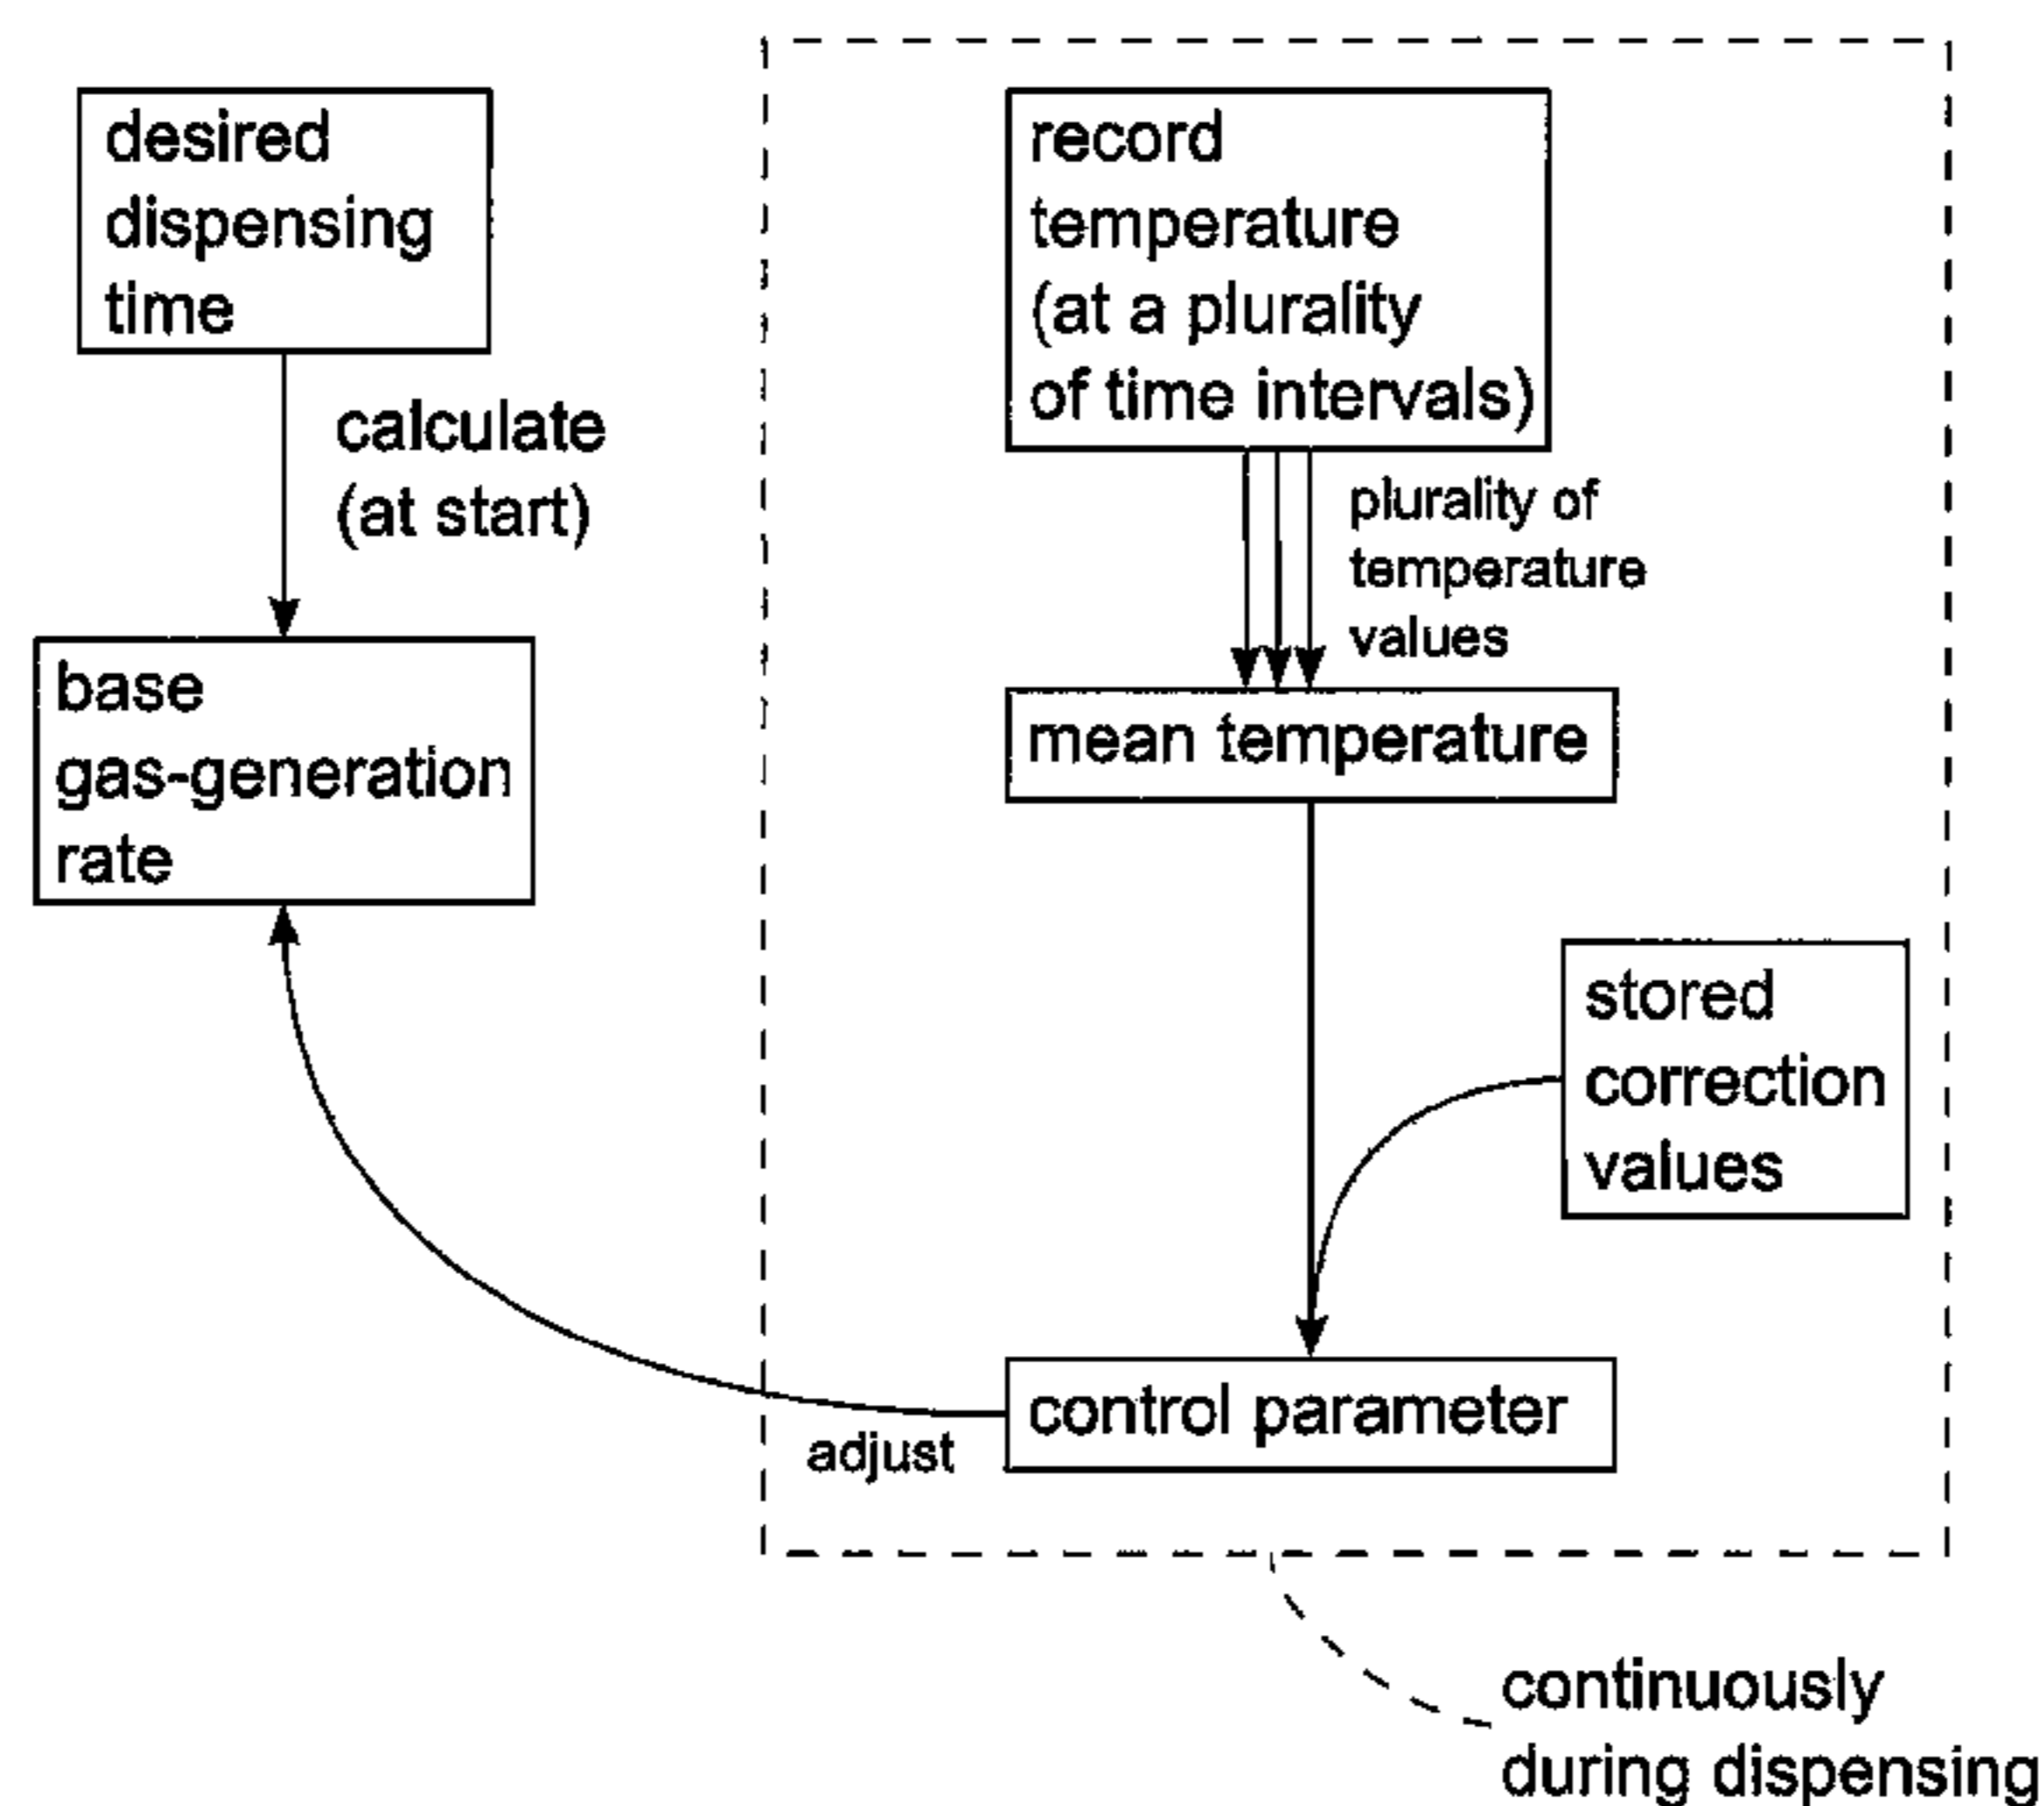 desired
dispensing
time
calculate
(at start)
base
gas-generation
rate
record
temperature
(at a plurality
of time intervals)
plurality of
temperature
values
mean temperature
stored
correction
values
control parameter
adjust
continuously
during dispensing